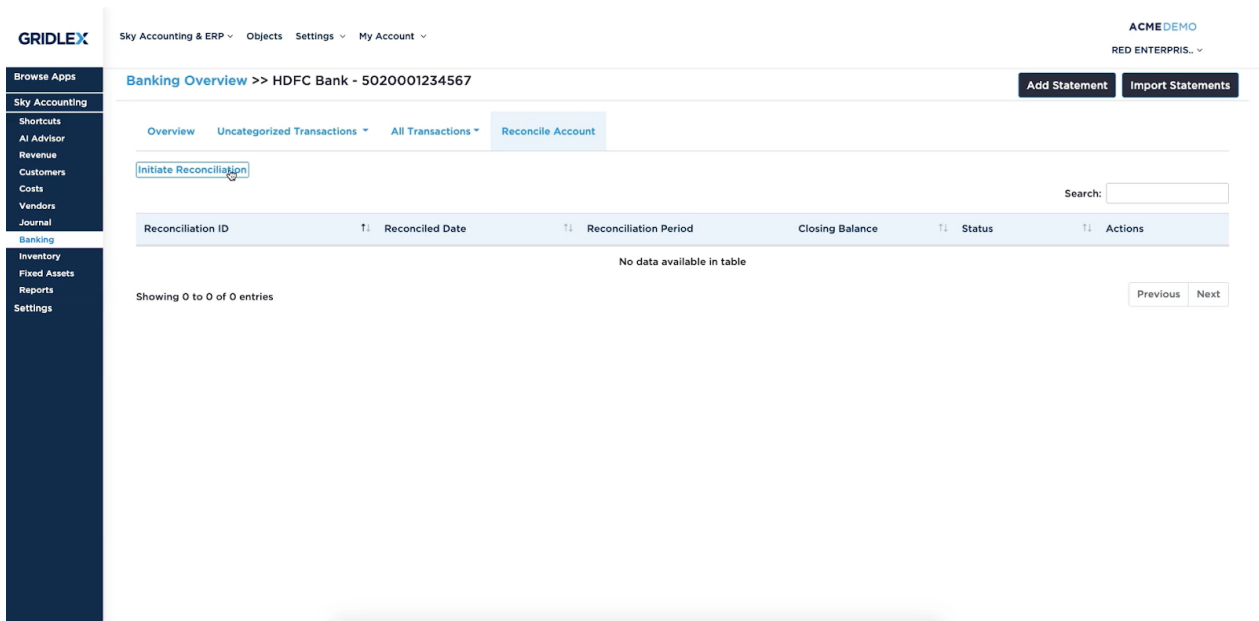 GRIDLEX
Sky Accounting & ERP Objects Settings My Account
ACMEDEMO
RED ENTERPRIS..
Browse Apps
Sky Accounting
Shortcuts
AI Advisor
Revenue
Customers
Costs
Vendors
Journal
Banking
Inventory
Fixed Assets
Reports
Settings
Banking Overview >> HDFC Bank - 5020001234567
Add Statement Import Statements
Overview Uncategorized Transactions All Transactions Reconcile Account
Initiate Reconciliation
Search:
Reconciliation ID Reconciled Date Reconciliation Period Closing Balance Status Actions
No data available in table
Showing 0 to 0 of 0 entries
Previous Next